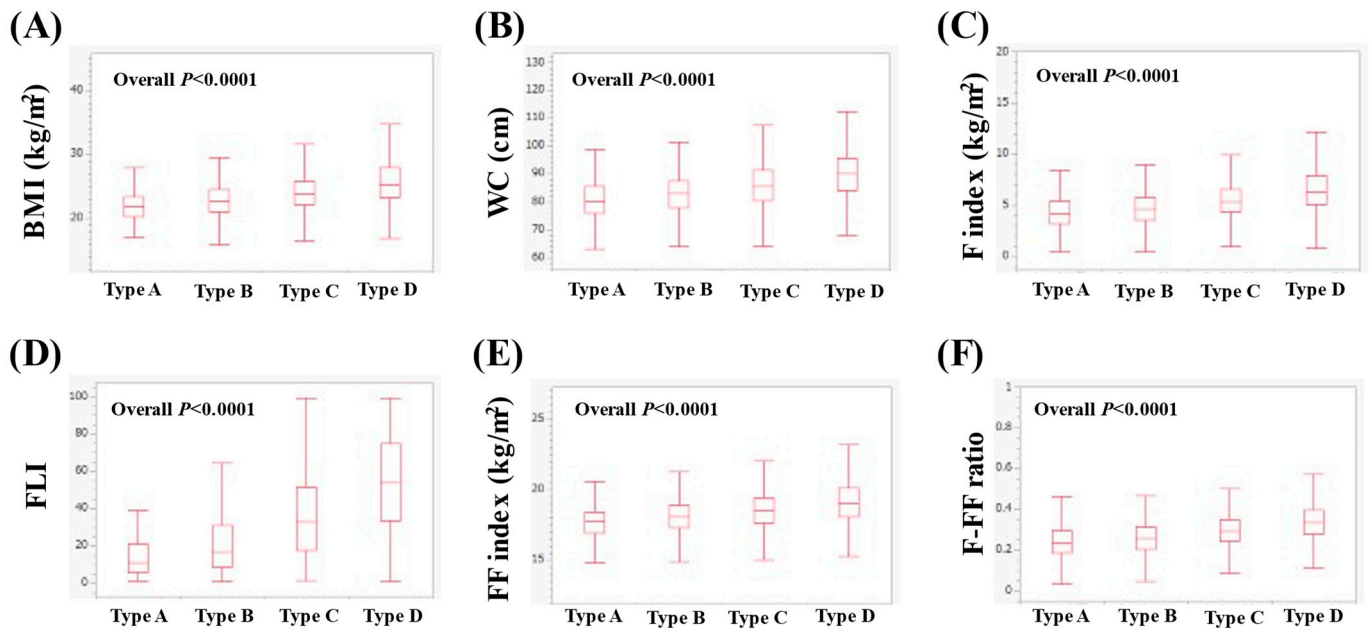 (A)
BMI (kg/m²)
Overall P<0.0001
40
30
20
Type A Type B Type C Type D
(B)
WC (cm)
Overall P<0.0001
130
120
110
100
90
80
70
60
Type A Type B Type C Type D
(C)
F index (kg/m²)
Overall P<0.0001
20
15
10
5
0
Type A Type B Type C Type D
(D)
FLI
Overall P<0.0001
100
80
60
40
20
0
Type A Type B Type C Type D
(E)
FF index (kg/m²)
Overall P<0.0001
25
20
15
Type A Type B Type C Type D
(F)
F-FF ratio
Overall P<0.0001
1
0.8
0.6
0.4
0.2
0
Type A Type B Type C Type D